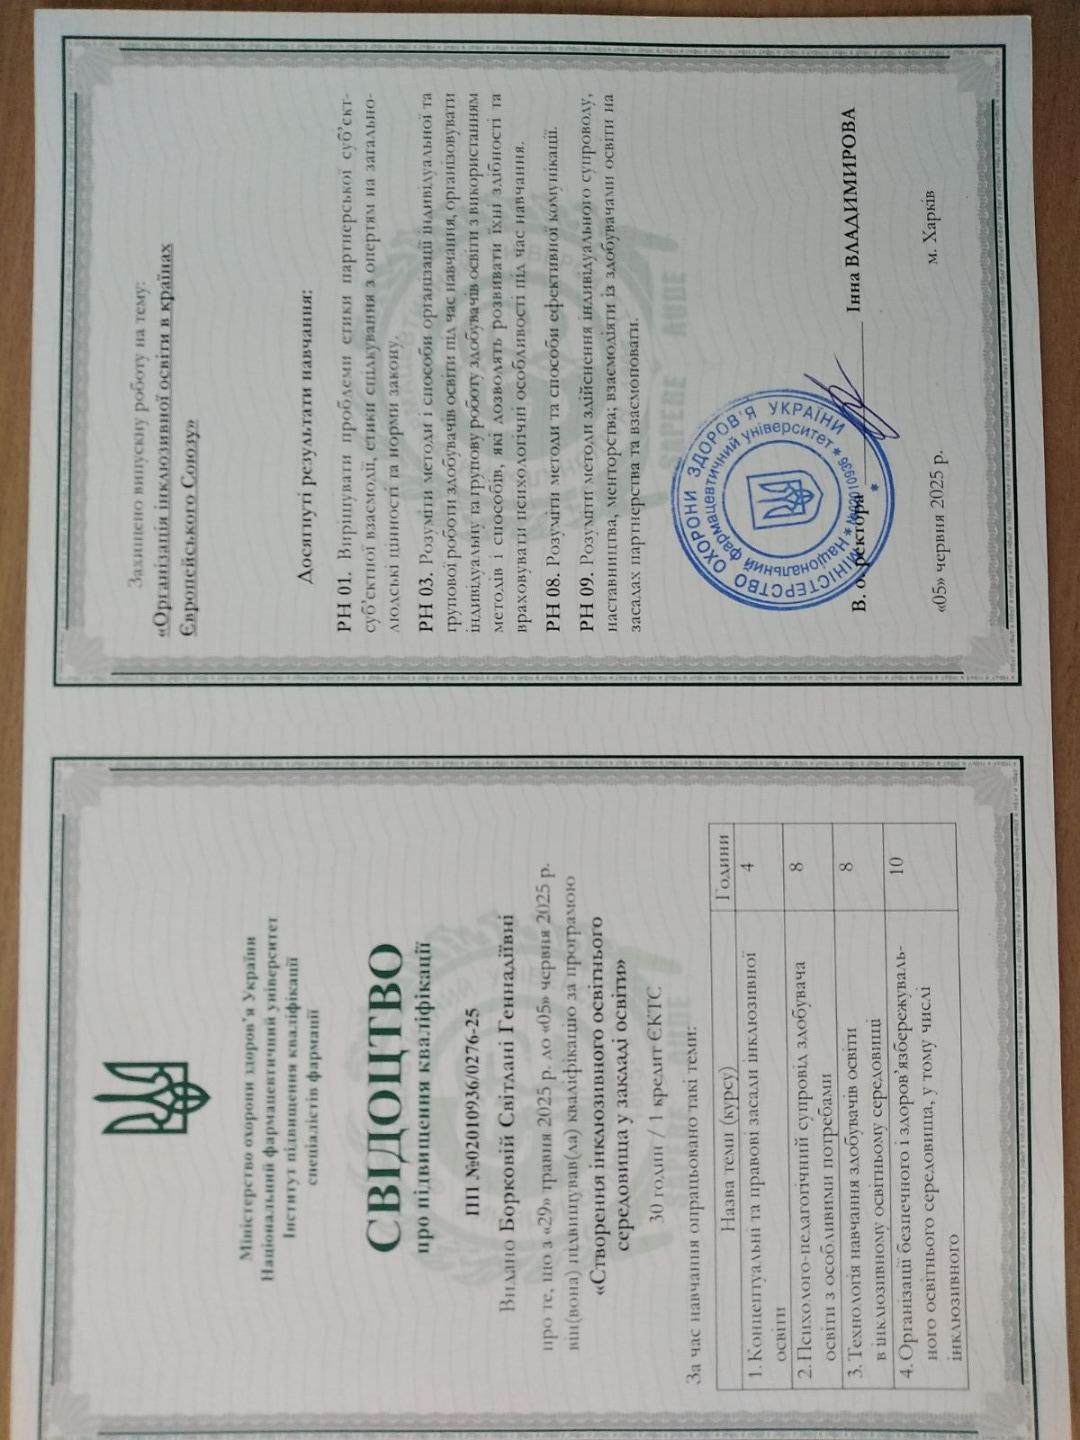 Міністерство охорони здоров'я України
Національний фармацевтичний університет
Інститут підвищення кваліфікації
спеціалістів фармації
СВІДОЦТВО
про підвищення кваліфікації
ПП №02010936/0276-25
Видано Борковій Світлані Геннадіївні
про те, що з «29» травня 2025 р. до «05» червня 2025 р.
він(вона) підвищував(ла) кваліфікацію за програмою
«Створення інклюзивного освітнього
середовища у закладі освіти»
30 годин / 1 кредит ЄКТС
За час навчання опрацьовано такі теми:
Назва теми (курсу) Години
1. Концептуальні та правові засади інклюзивної 4
освіти
2. Психолого-педагогічний супровід здобувача 8
освіти з особливими потребами
3. Технологія навчання здобувачів освіти 8
в інклюзивному освітньому середовищі
4. Організації безпечного і здоров'язбережуваль- 10
ного освітнього середовища, у тому числі
інклюзивного
Захищено випускну роботу на тему:
«Організація інклюзивної освіти в країнах
Європейського Союзу»
Досягнуті результати навчання:
РН 01. Вирішувати проблеми етики партнерської суб'єкт-
суб'єктної взаємодії, етики спілкування з опертям на загально-
людські цінності та норми закону.
РН 03. Розуміти методи і способи організації індивідуальної та
групової роботи здобувачів освіти під час навчання, організовувати
індивідуальну та групову роботу здобувачів освіти з використанням
методів і способів, які дозволять розвивати їхні здібності та
враховувати психологічні особливості під час навчання.
РН 08. Розуміти методи та способи ефективної комунікації.
РН 09. Розуміти методи здійснення індивідуального супроводу,
наставництва, менторства; взаємодіяти із здобувачами освіти на
засадах партнерства та взаємоповаги.
SAPERE AUDE
МІНІСТЕРСТВО ОХОРОНИ ЗДОРОВ'Я УКРАЇНИ
Національний фармацевтичний університет
№02010936
В. о. ректора Інна ВЛАДИМИРОВА
«05» червня 2025 р. м. Харків